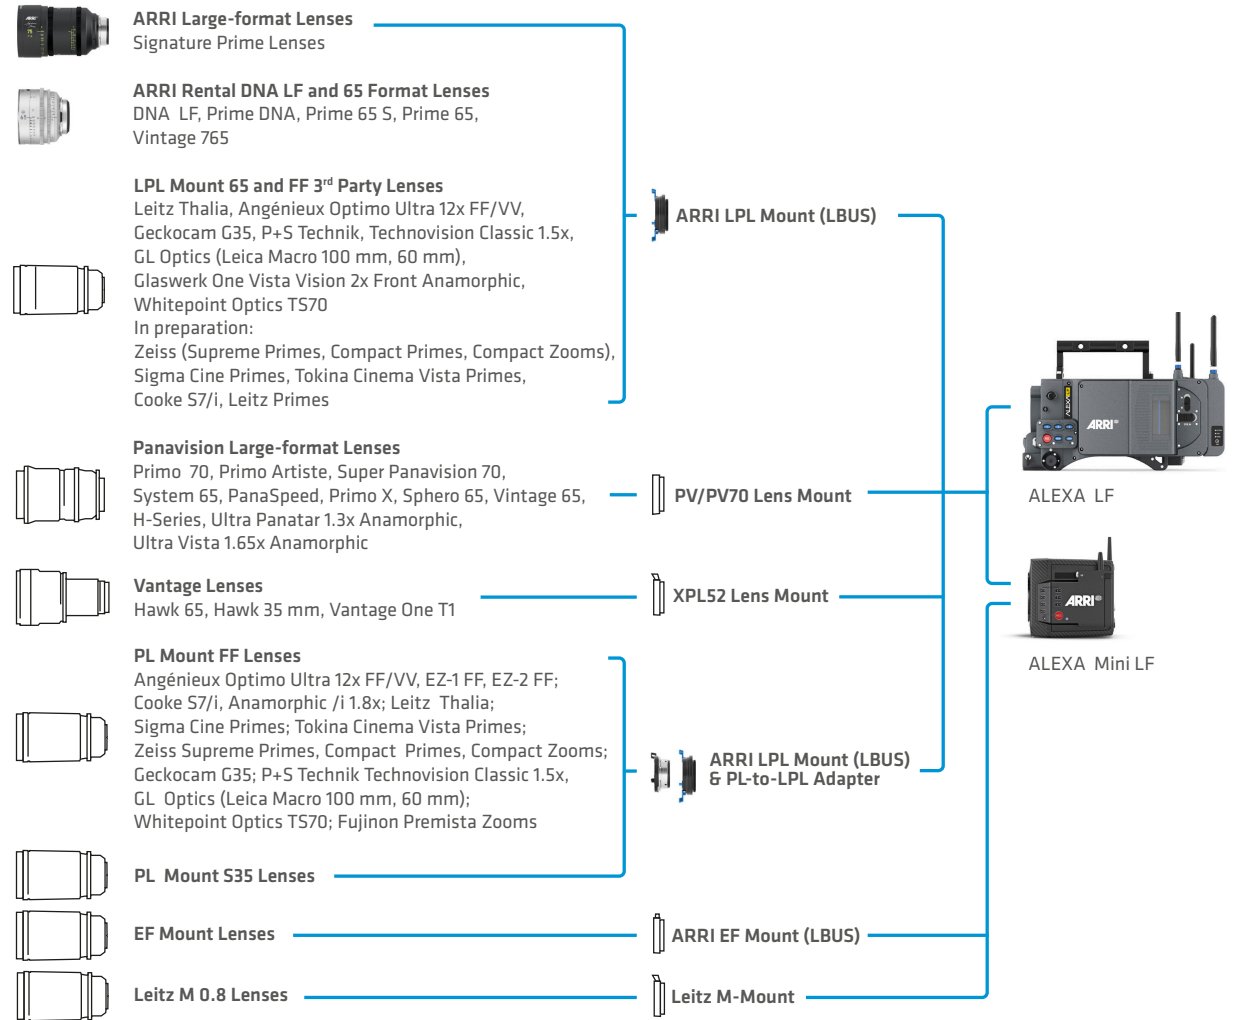 ARRI Large-format Lenses
Signature Prime Lenses
ARRI Rental DNA LF and 65 Format Lenses
DNA LF, Prime DNA, Prime 65 S, Prime 65,
Vintage 765
LPL Mount 65 and FF 3rd Party Lenses
Leitz Thalia, Angénieux Optimo Ultra 12x FF/VV,
Geckocam G35, P+S Technik, Technovision Classic 1.5x,
GL Optics (Leica Macro 100 mm, 60 mm),
Glaswerk One Vista Vision 2x Front Anamorphic,
Whitepoint Optics TS70
In preparation:
Zeiss (Supreme Primes, Compact Primes, Compact Zooms),
Sigma Cine Primes, Tokina Cinema Vista Primes,
Cooke S7/i, Leitz Primes
ARRI LPL Mount (LBUS)
Panavision Large-format Lenses
Primo 70, Primo Artiste, Super Panavision 70,
System 65, PanaSpeed, Primo X, Sphero 65, Vintage 65,
H-Series, Ultra Panatar 1.3x Anamorphic,
Ultra Vista 1.65x Anamorphic
PV/PV70 Lens Mount
Vantage Lenses
Hawk 65, Hawk 35 mm, Vantage One T1
XPL52 Lens Mount
PL Mount FF Lenses
Angénieux Optimo Ultra 12x FF/VV, EZ-1 FF, EZ-2 FF;
Cooke S7/i, Anamorphic /i 1.8x; Leitz Thalia;
Sigma Cine Primes; Tokina Cinema Vista Primes;
Zeiss Supreme Primes, Compact Primes, Compact Zooms;
Geckocam G35; P+S Technik Technovision Classic 1.5x,
GL Optics (Leica Macro 100 mm, 60 mm);
Whitepoint Optics TS70; Fujinon Premista Zooms
PL Mount S35 Lenses
ARRI LPL Mount (LBUS)
& PL-to-LPL Adapter
EF Mount Lenses
ARRI EF Mount (LBUS)
Leitz M 0.8 Lenses
Leitz M-Mount
ARRI
ALEXA LF
ALEXA LF
ARRI
ALEXA Mini LF